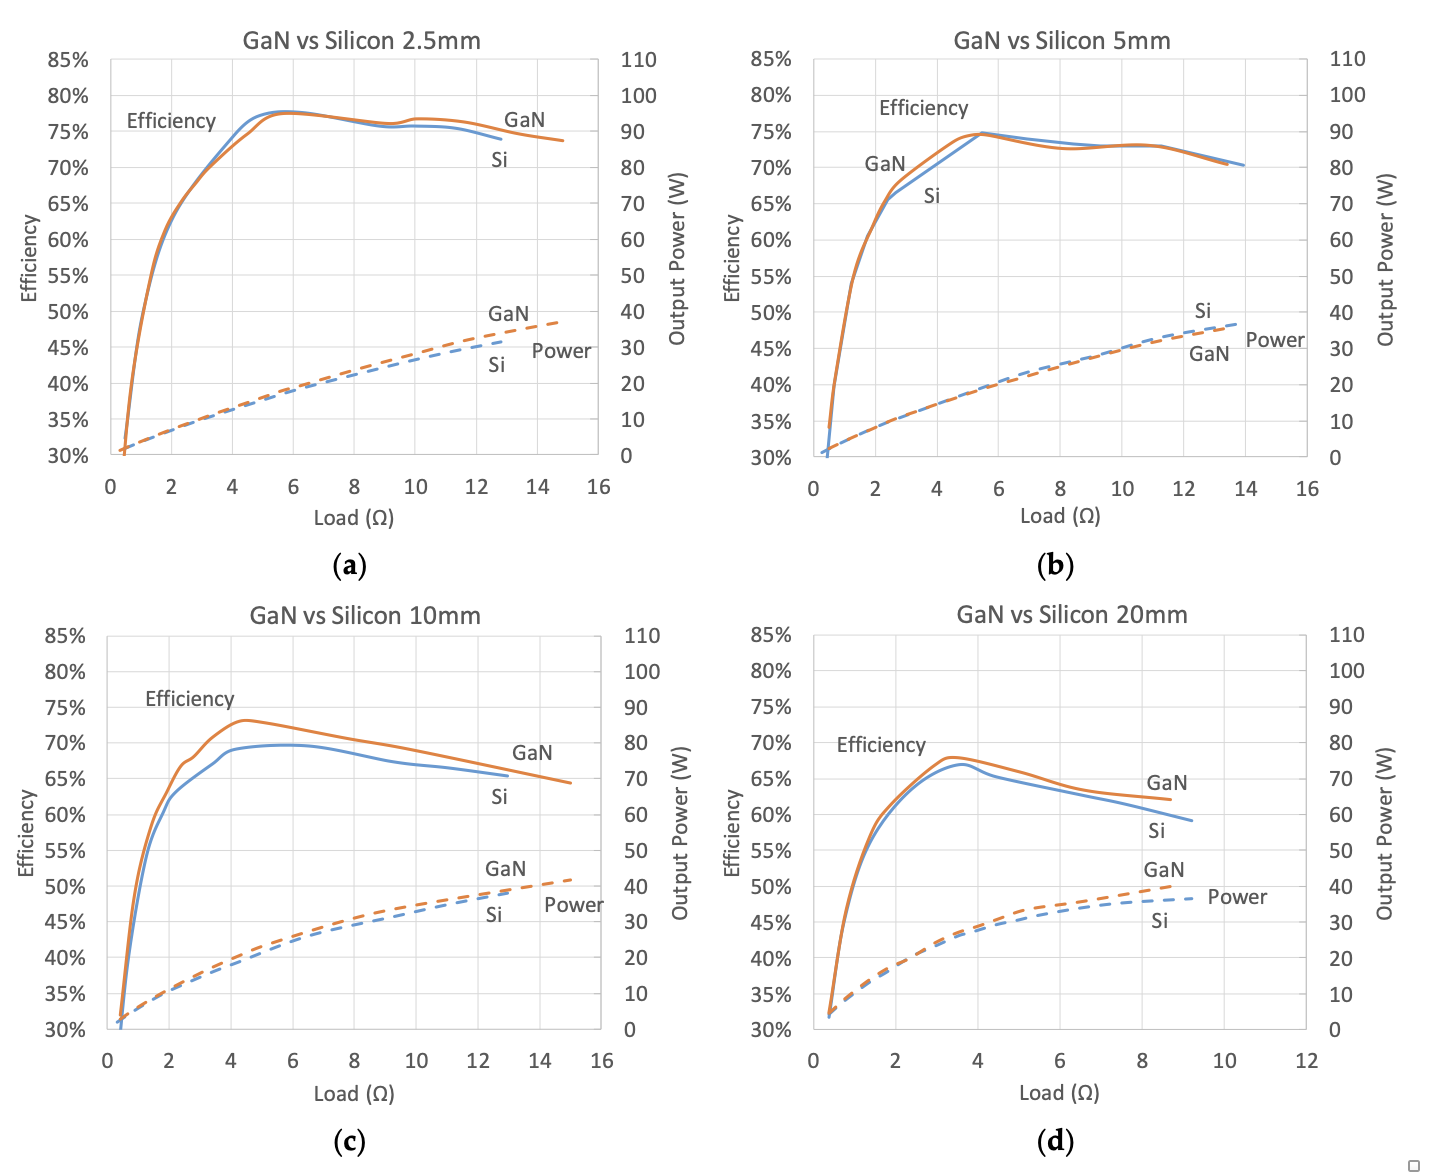 GaN vs Silicon 2.5mm
85%
80%
75%
70%
65%
60%
55%
50%
45%
40%
35%
30%
Efficiency
110
100
90
80
70
60
50
40
30
20
10
0
Output Power (W)
Efficiency
GaN
Si
GaN
Si
Power
0 2 4 6 8 10 12 14 16
Load (Ω)
(a)
GaN vs Silicon 5mm
85%
80%
75%
70%
65%
60%
55%
50%
45%
40%
35%
30%
Efficiency
110
100
90
80
70
60
50
40
30
20
10
0
Output Power (W)
Efficiency
GaN
Si
Si
Power
GaN
0 2 4 6 8 10 12 14 16
Load (Ω)
(b)
GaN vs Silicon 10mm
85%
80%
75%
70%
65%
60%
55%
50%
45%
40%
35%
30%
Efficiency
110
100
90
80
70
60
50
40
30
20
10
0
Output Power (W)
Efficiency
GaN
Si
GaN
Power
Si
0 2 4 6 8 10 12 14 16
Load (Ω)
(c)
GaN vs Silicon 20mm
85%
80%
75%
70%
65%
60%
55%
50%
45%
40%
35%
30%
Efficiency
110
100
90
80
70
60
50
40
30
20
10
0
Output Power (W)
Efficiency
GaN
Si
GaN
Power
Si
0 2 4 6 8 10 12
Load (Ω)
(d)